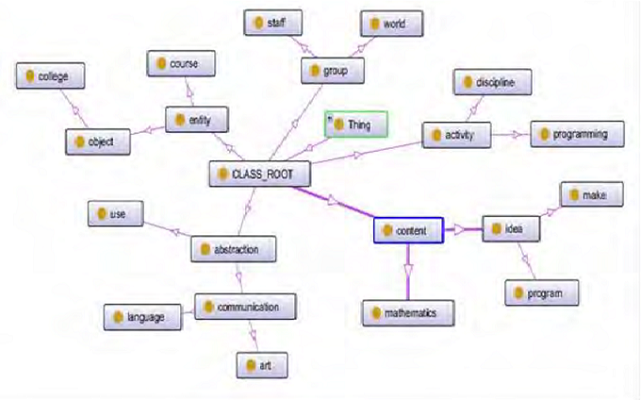 staff
world
course
group
college
discipline
entity
Thing
activity
programming
object
CLASS_ROOT
make
use
content
idea
abstraction
program
communication
language
mathematics
art